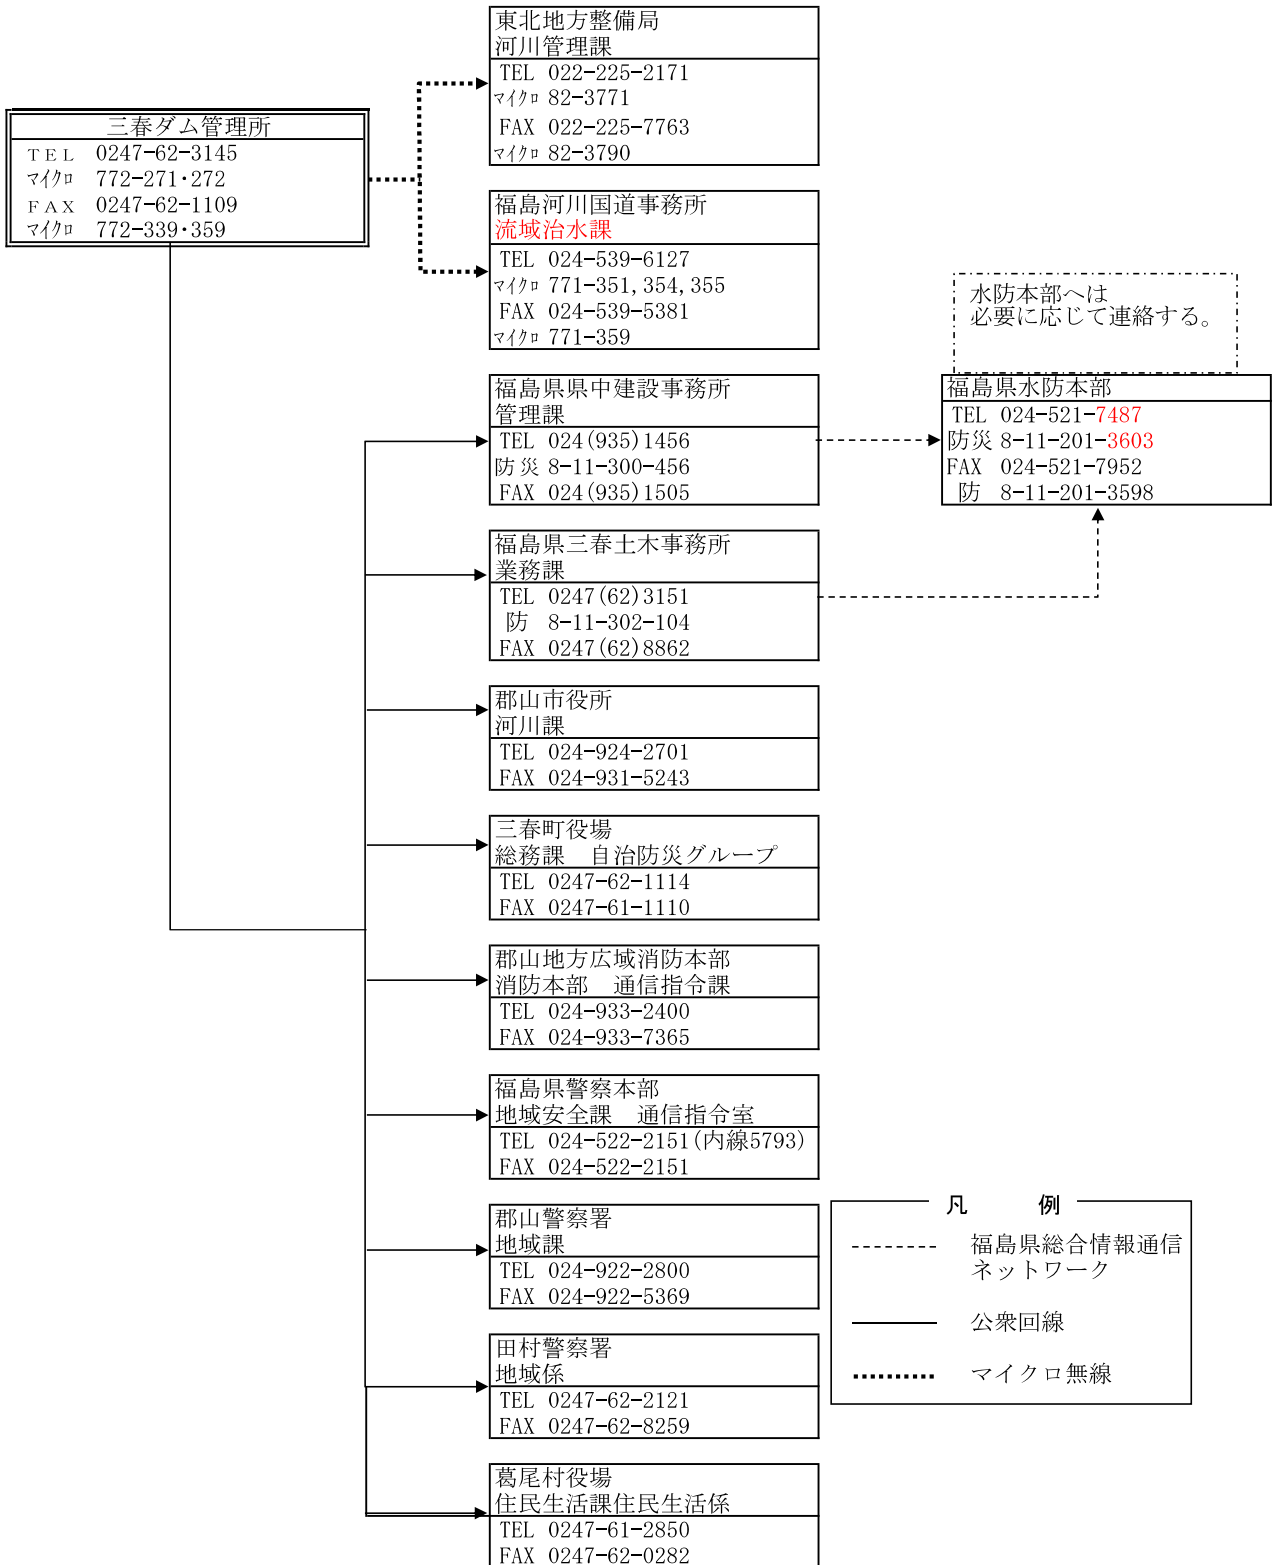 三春ダム管理所
TEL 0247-62-3145
マイクロ 772-271・272
FAX 0247-62-1109
マイクロ 772-339・359
東北地方整備局
河川管理課
TEL 022-225-2171
マイクロ 82-3771
FAX 022-225-7763
マイクロ 82-3790
福島河川国道事務所
流域治水課
TEL 024-539-6127
マイクロ 771-351,354,355
FAX 024-539-5381
マイクロ 771-359
福島県県中建設事務所
管理課
TEL 024(935)1456
防災 8-11-300-456
FAX 024(935)1505
水防本部へは
必要に応じて連絡する。
福島県水防本部
TEL 024-521-7487
防災 8-11-201-3603
FAX 024-521-7952
防 8-11-201-3598
福島県三春土木事務所
業務課
TEL 0247(62)3151
防 8-11-302-104
FAX 0247(62)8862
郡山市役所
河川課
TEL 024-924-2701
FAX 024-931-5243
三春町役場
総務課 自治防災グループ
TEL 0247-62-1114
FAX 0247-61-1110
郡山地方広域消防本部
消防本部 通信指令課
TEL 024-933-2400
FAX 024-933-7365
福島県警察本部
地域安全課 通信指令室
TEL 024-522-2151(内線5793)
FAX 024-522-2151
郡山警察署
地域課
TEL 024-922-2800
FAX 024-922-5369
田村警察署
地域係
TEL 0247-62-2121
FAX 0247-62-8259
葛尾村役場
住民生活課住民生活係
TEL 0247-61-2850
FAX 0247-62-0282
凡 例
福島県総合情報通信
ネットワーク
公衆回線
マイクロ無線